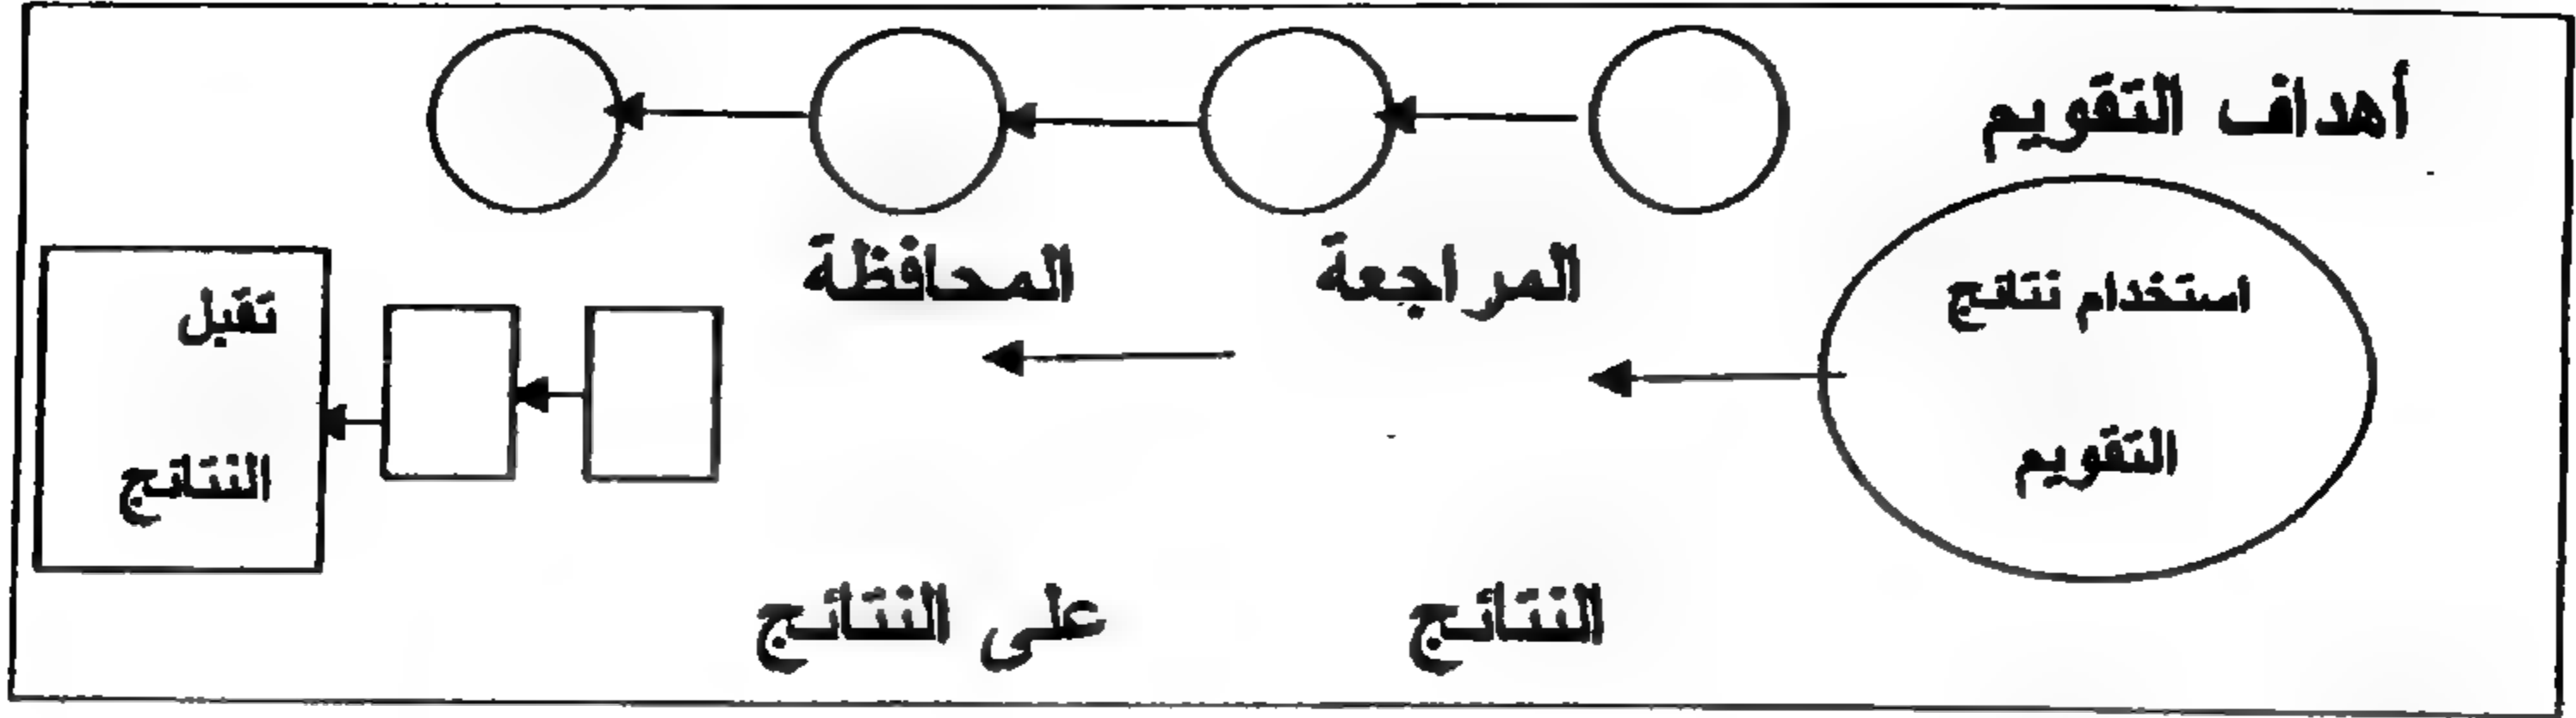 أهداف التقويم
استخدام نتائج
التقويم
المراجعة
النتائج
المحافظة
على النتائج
تقبل
النتائج